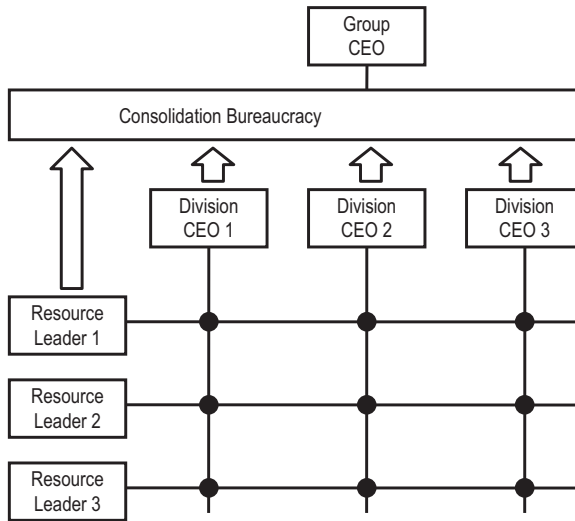 Group
CEO
Consolidation Bureaucracy
Division
CEO 1
Division
CEO 2
Division
CEO 3
Resource
Leader 1
Resource
Leader 2
Resource
Leader 3